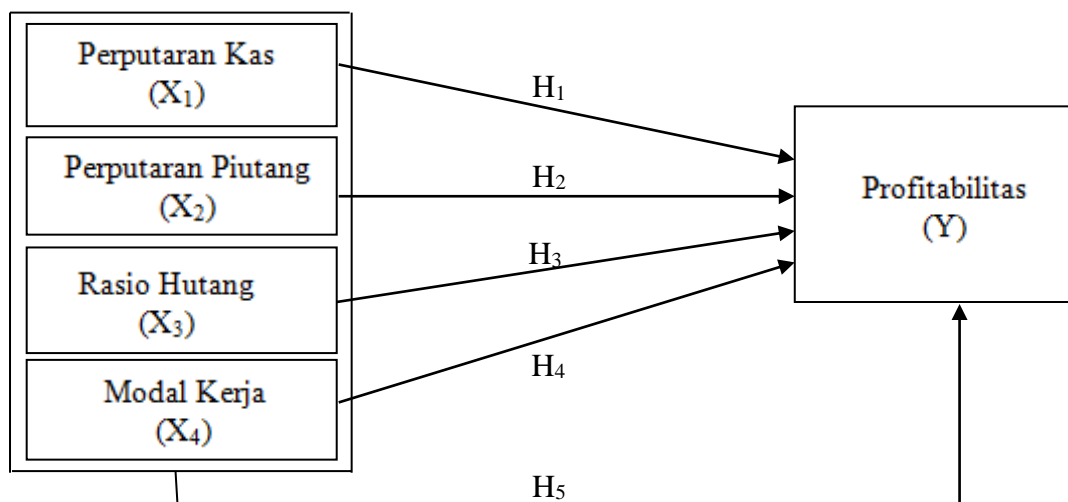 Perputaran Kas
(X₁)
H₁
Perputaran Piutang
(X₂)
H₂
Profitabilitas
(Y)
Rasio Hutang
(X₃)
H₃
Modal Kerja
(X₄)
H₄
H₅